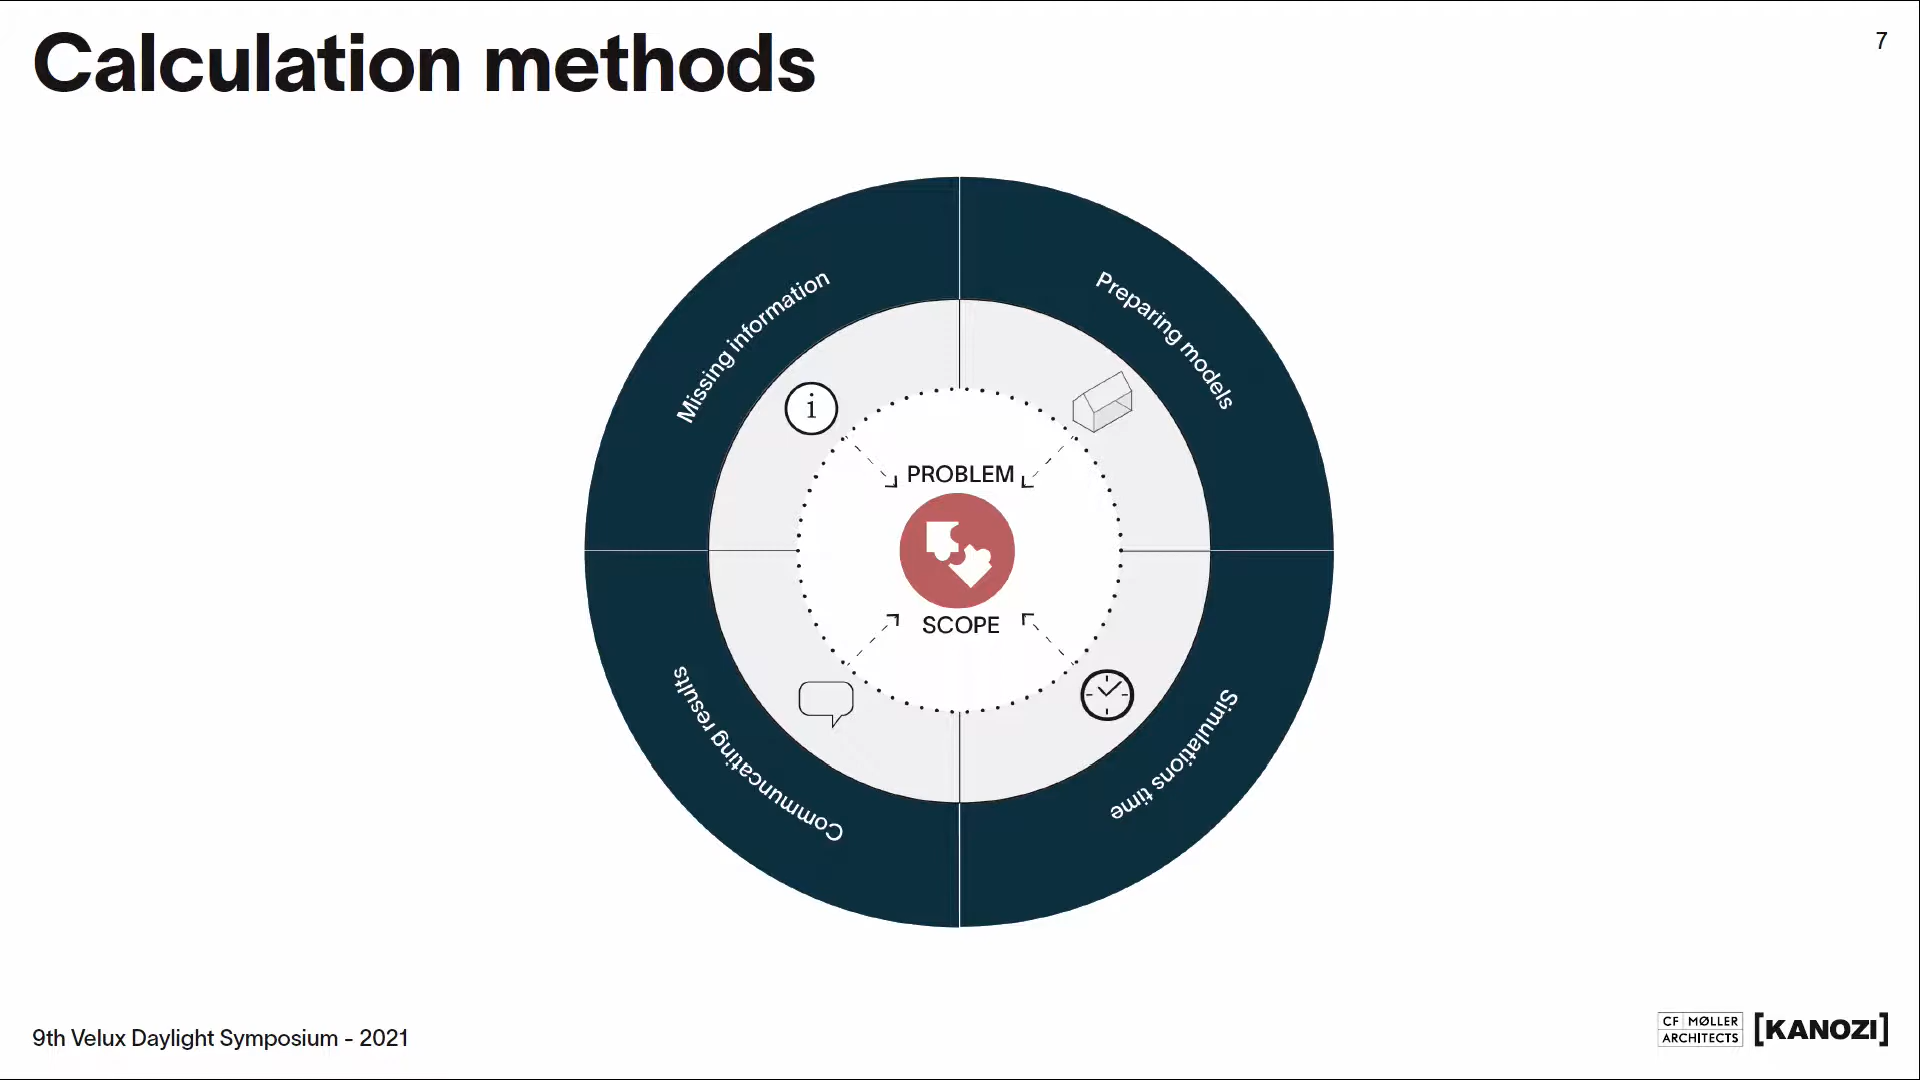 Calculation methods
7
Missing information
Preparing models
i
PROBLEM
SCOPE
Communcating results
Simulations time
9th Velux Daylight Symposium - 2021
CF MØLLER
ARCHITECTS
[KANOZI]